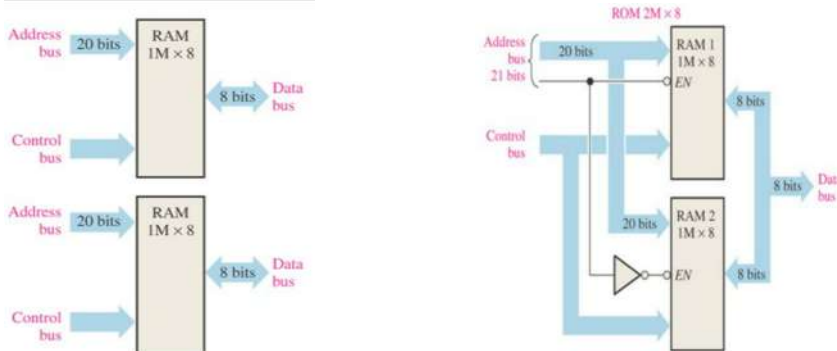 Address
bus
20 bits
RAM
1M × 8
8 bits
Data
bus
Control
bus
Address
bus
20 bits
RAM
1M × 8
8 bits
Data
bus
Control
bus
ROM 2M × 8
Address
bus
21 bits
20 bits
RAM 1
1M × 8
EN
8 bits
Control
bus
8 bits
Dat
bus
20 bits
RAM 2
1M × 8
EN
8 bits